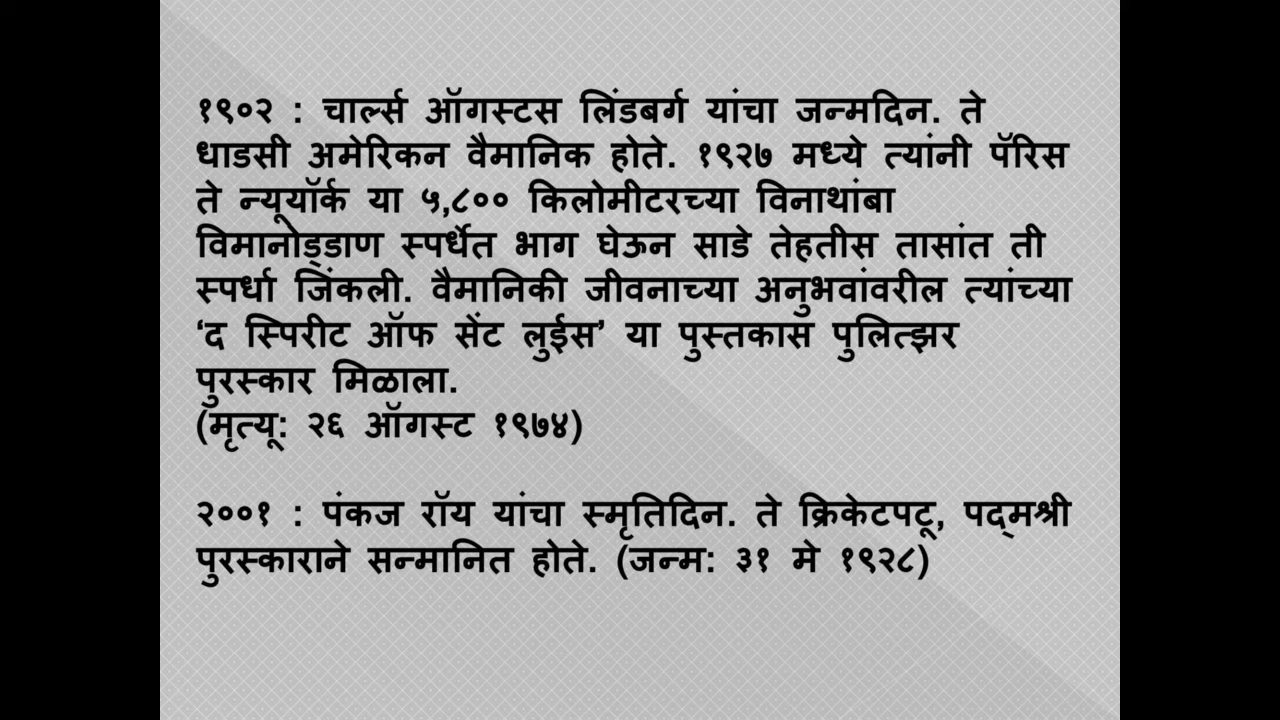 १९०२ : चार्ल्स ऑगस्टस लिंडबर्ग यांचा जन्मदिन. ते
धाडसी अमेरिकन वैमानिक होते. १९२७ मध्ये त्यांनी पॅरिस
ते न्यूयॉर्क या ५,८०० किलोमीटरच्या विनाथांबा
विमानोड्डाण स्पर्धेत भाग घेऊन साडे तेहतीस तासांत ती
स्पर्धा जिंकली. वैमानिकी जीवनाच्या अनुभवांवरील त्यांच्या
‘द स्पिरीट ऑफ सेंट लुईस’ या पुस्तकास पुलित्झर
पुरस्कार मिळाला.
(मृत्यू: २६ ऑगस्ट १९७४)
२००१ : पंकज रॉय यांचा स्मृतिदिन. ते क्रिकेटपटू, पद्मश्री
पुरस्काराने सन्मानित होते. (जन्म: ३१ मे १९२८)